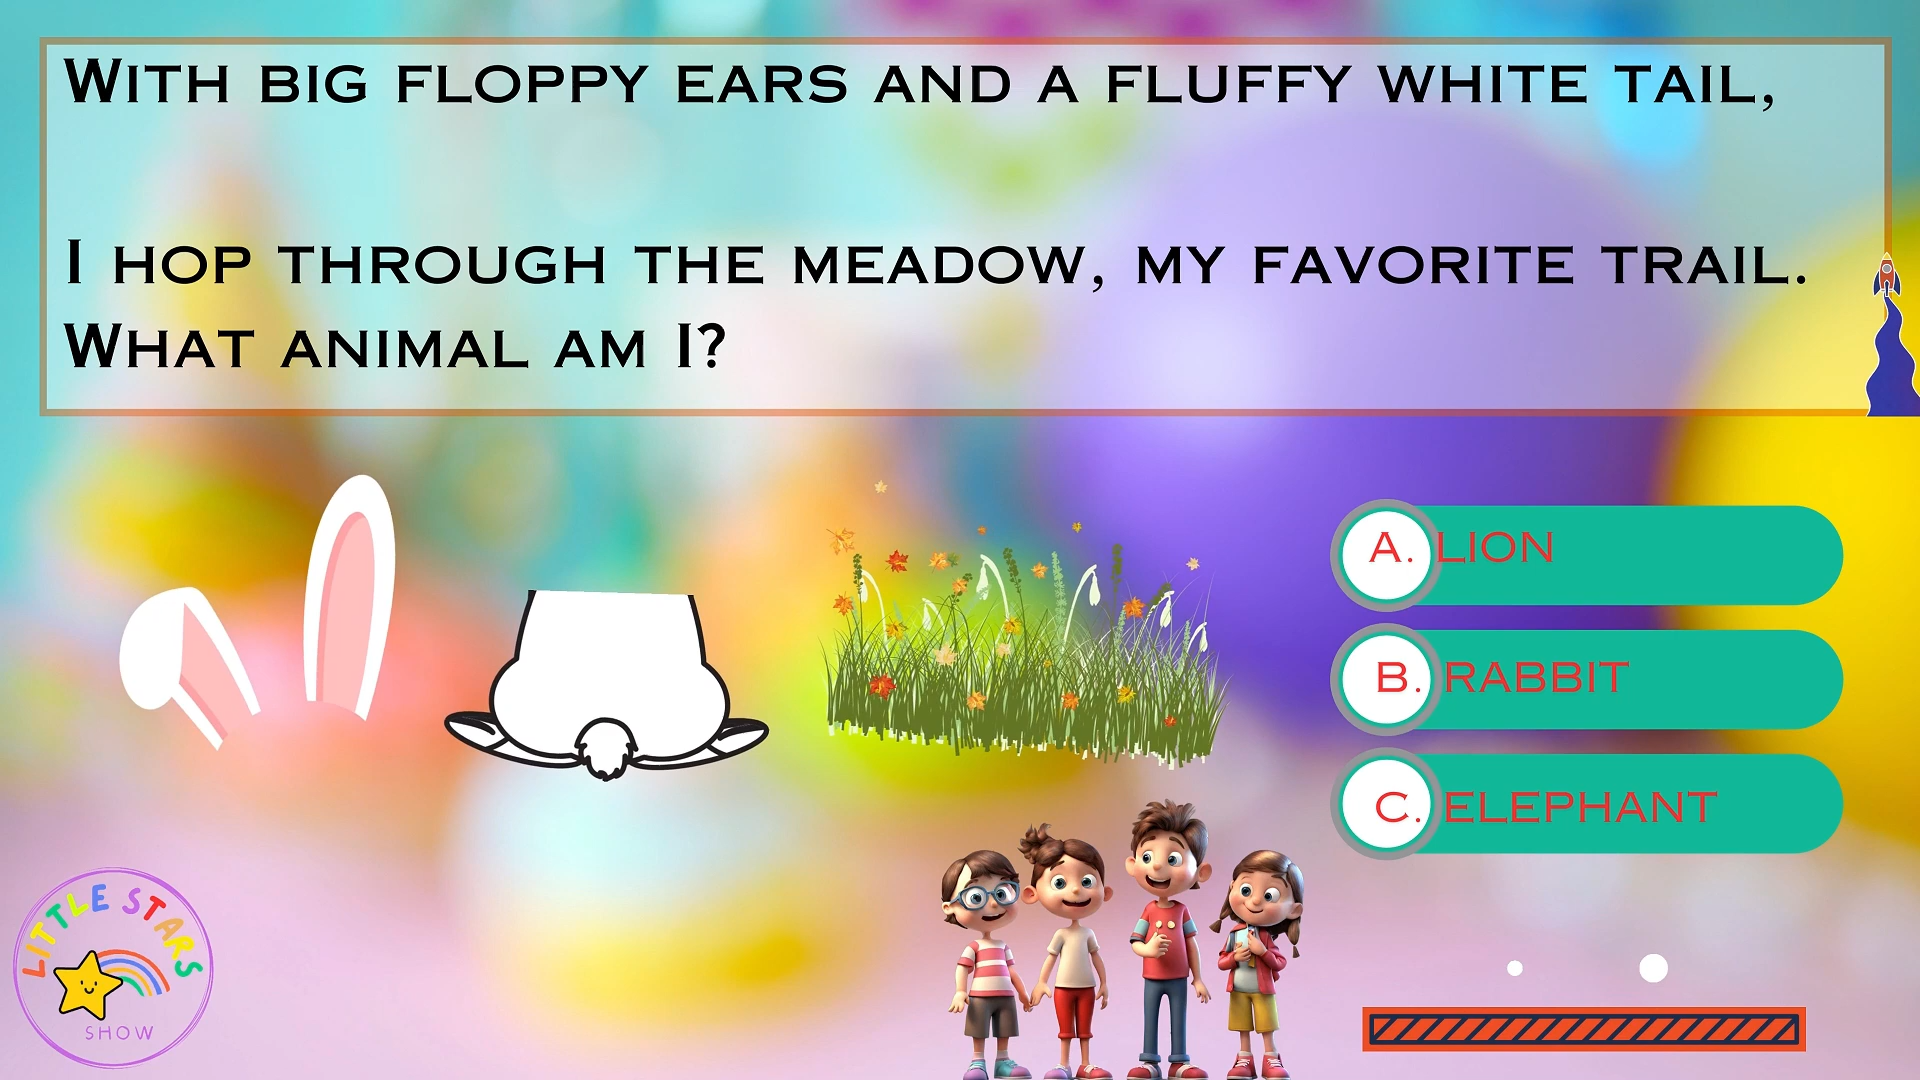 With big floppy ears and a fluffy white tail,
I hop through the meadow, my favorite trail.
What animal am I?
A. LION
B. RABBIT
C. ELEPHANT
LITTLE STARS
SHOW